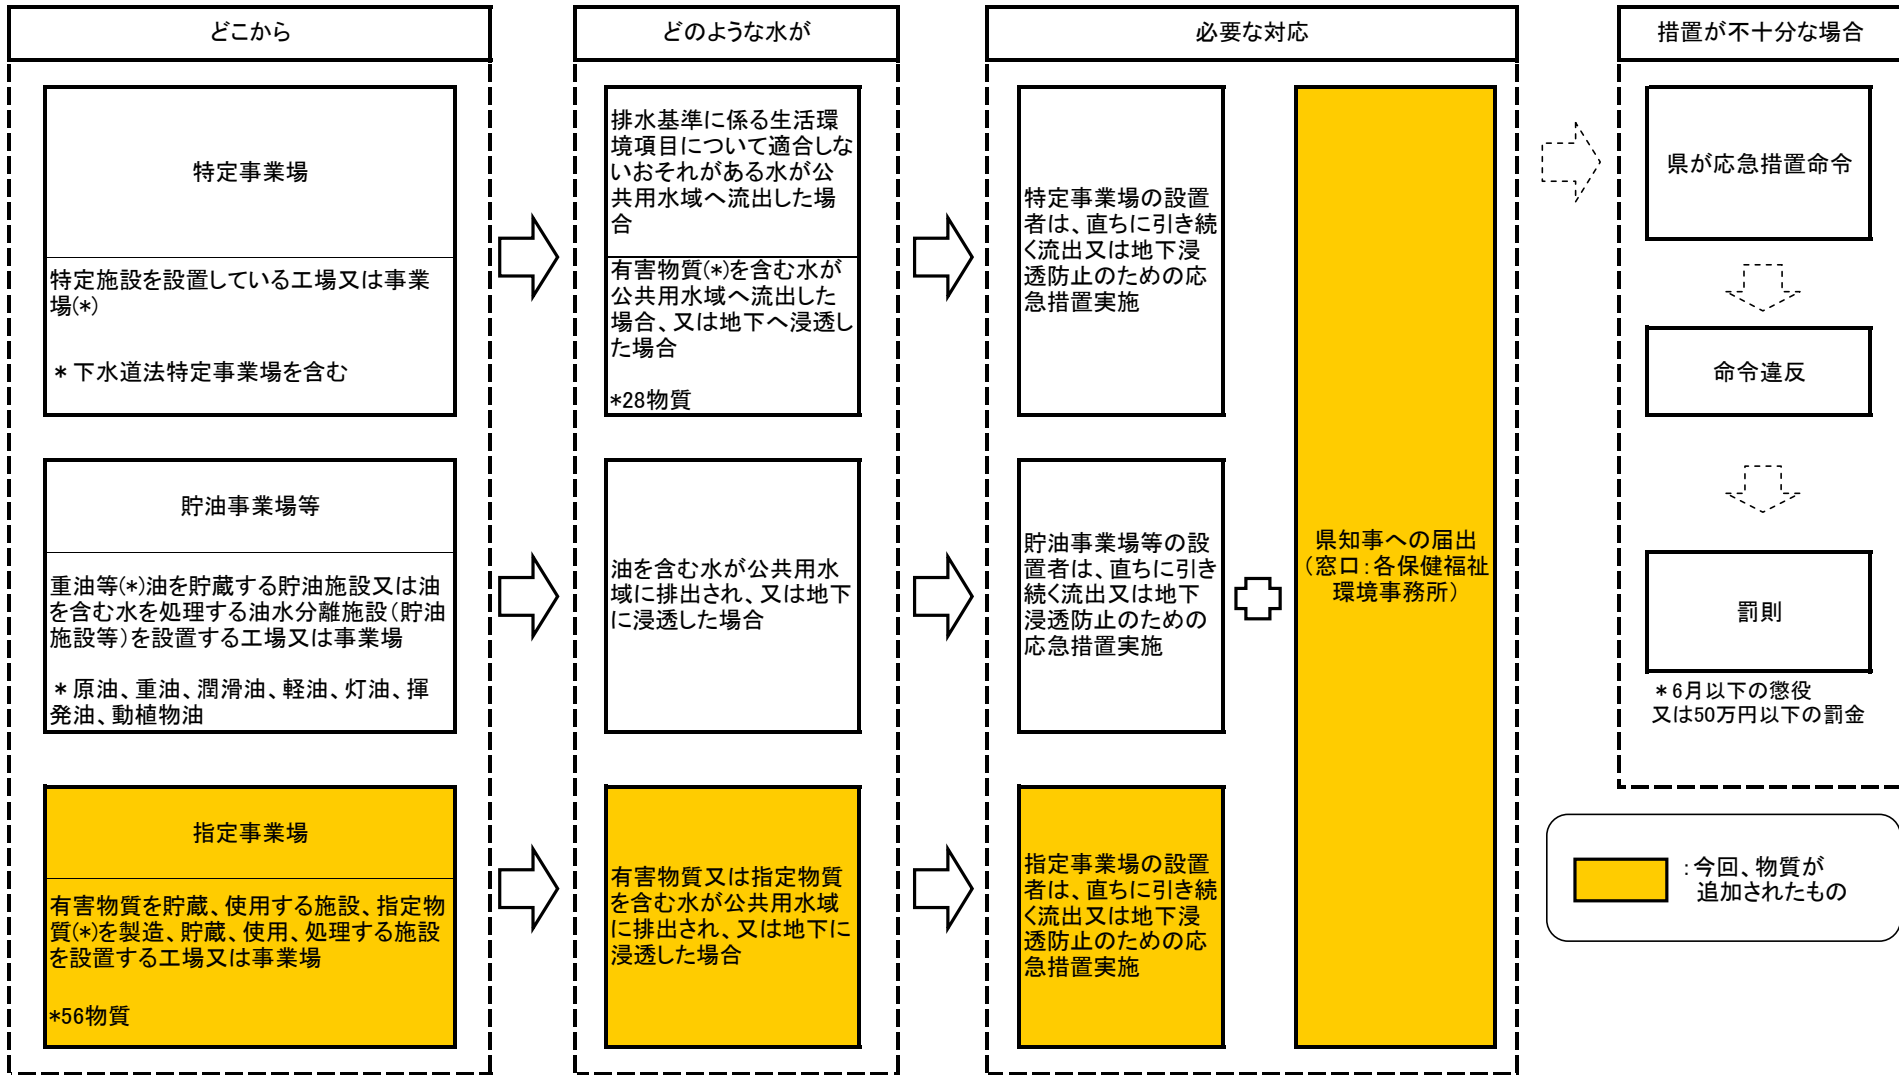 どこから
特定事業場
特定施設を設置している工場又は事業
場(*)
＊下水道法特定事業場を含む
貯油事業場等
重油等(*)油を貯蔵する貯油施設又は油
を含む水を処理する油水分離施設（貯油
施設等）を設置する工場又は事業場
＊原油、重油、潤滑油、軽油、灯油、揮
発油、動植物油
指定事業場
有害物質を貯蔵、使用する施設、指定物
質(*)を製造、貯蔵、使用、処理する施設
を設置する工場又は事業場
*56物質
どのような水が
排水基準に係る生活環
境項目について適合しな
いおそれがある水が公
共用水域へ流出した場
合
有害物質(*)を含む水が
公共用水域へ流出した
場合、又は地下へ浸透し
た場合
*28物質
油を含む水が公共用水
域に排出され、又は地下
に浸透した場合
有害物質又は指定物質
を含む水が公共用水域
に排出され、又は地下に
浸透した場合
必要な対応
特定事業場の設置
者は、直ちに引き続
く流出又は地下浸
透防止のための応
急措置実施
貯油事業場等の設
置者は、直ちに引き
続く流出又は地下
浸透防止のための
応急措置実施
指定事業場の設置
者は、直ちに引き続
く流出又は地下浸
透防止のための応
急措置実施
県知事への届出
（窓口：各保健福祉
環境事務所）
措置が不十分な場合
県が応急措置命令
命令違反
罰則
＊6月以下の懲役
又は50万円以下の罰金
：今回、物質が
追加されたもの